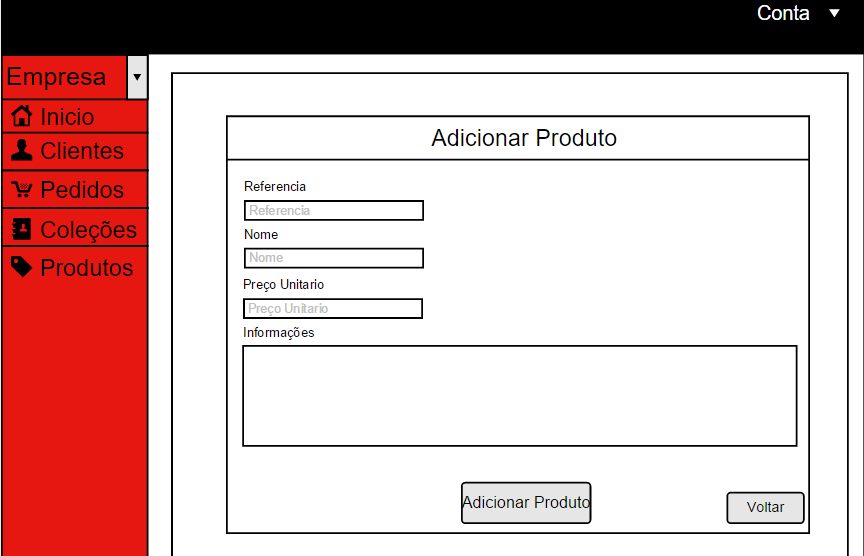 Conta
Empresa
Inicio
Clientes
Pedidos
Coleções
Produtos
Adicionar Produto
Referencia
Referencia
Nome
Nome
Preço Unitario
Preço Unitario
Informações
Adicionar Produto
Voltar